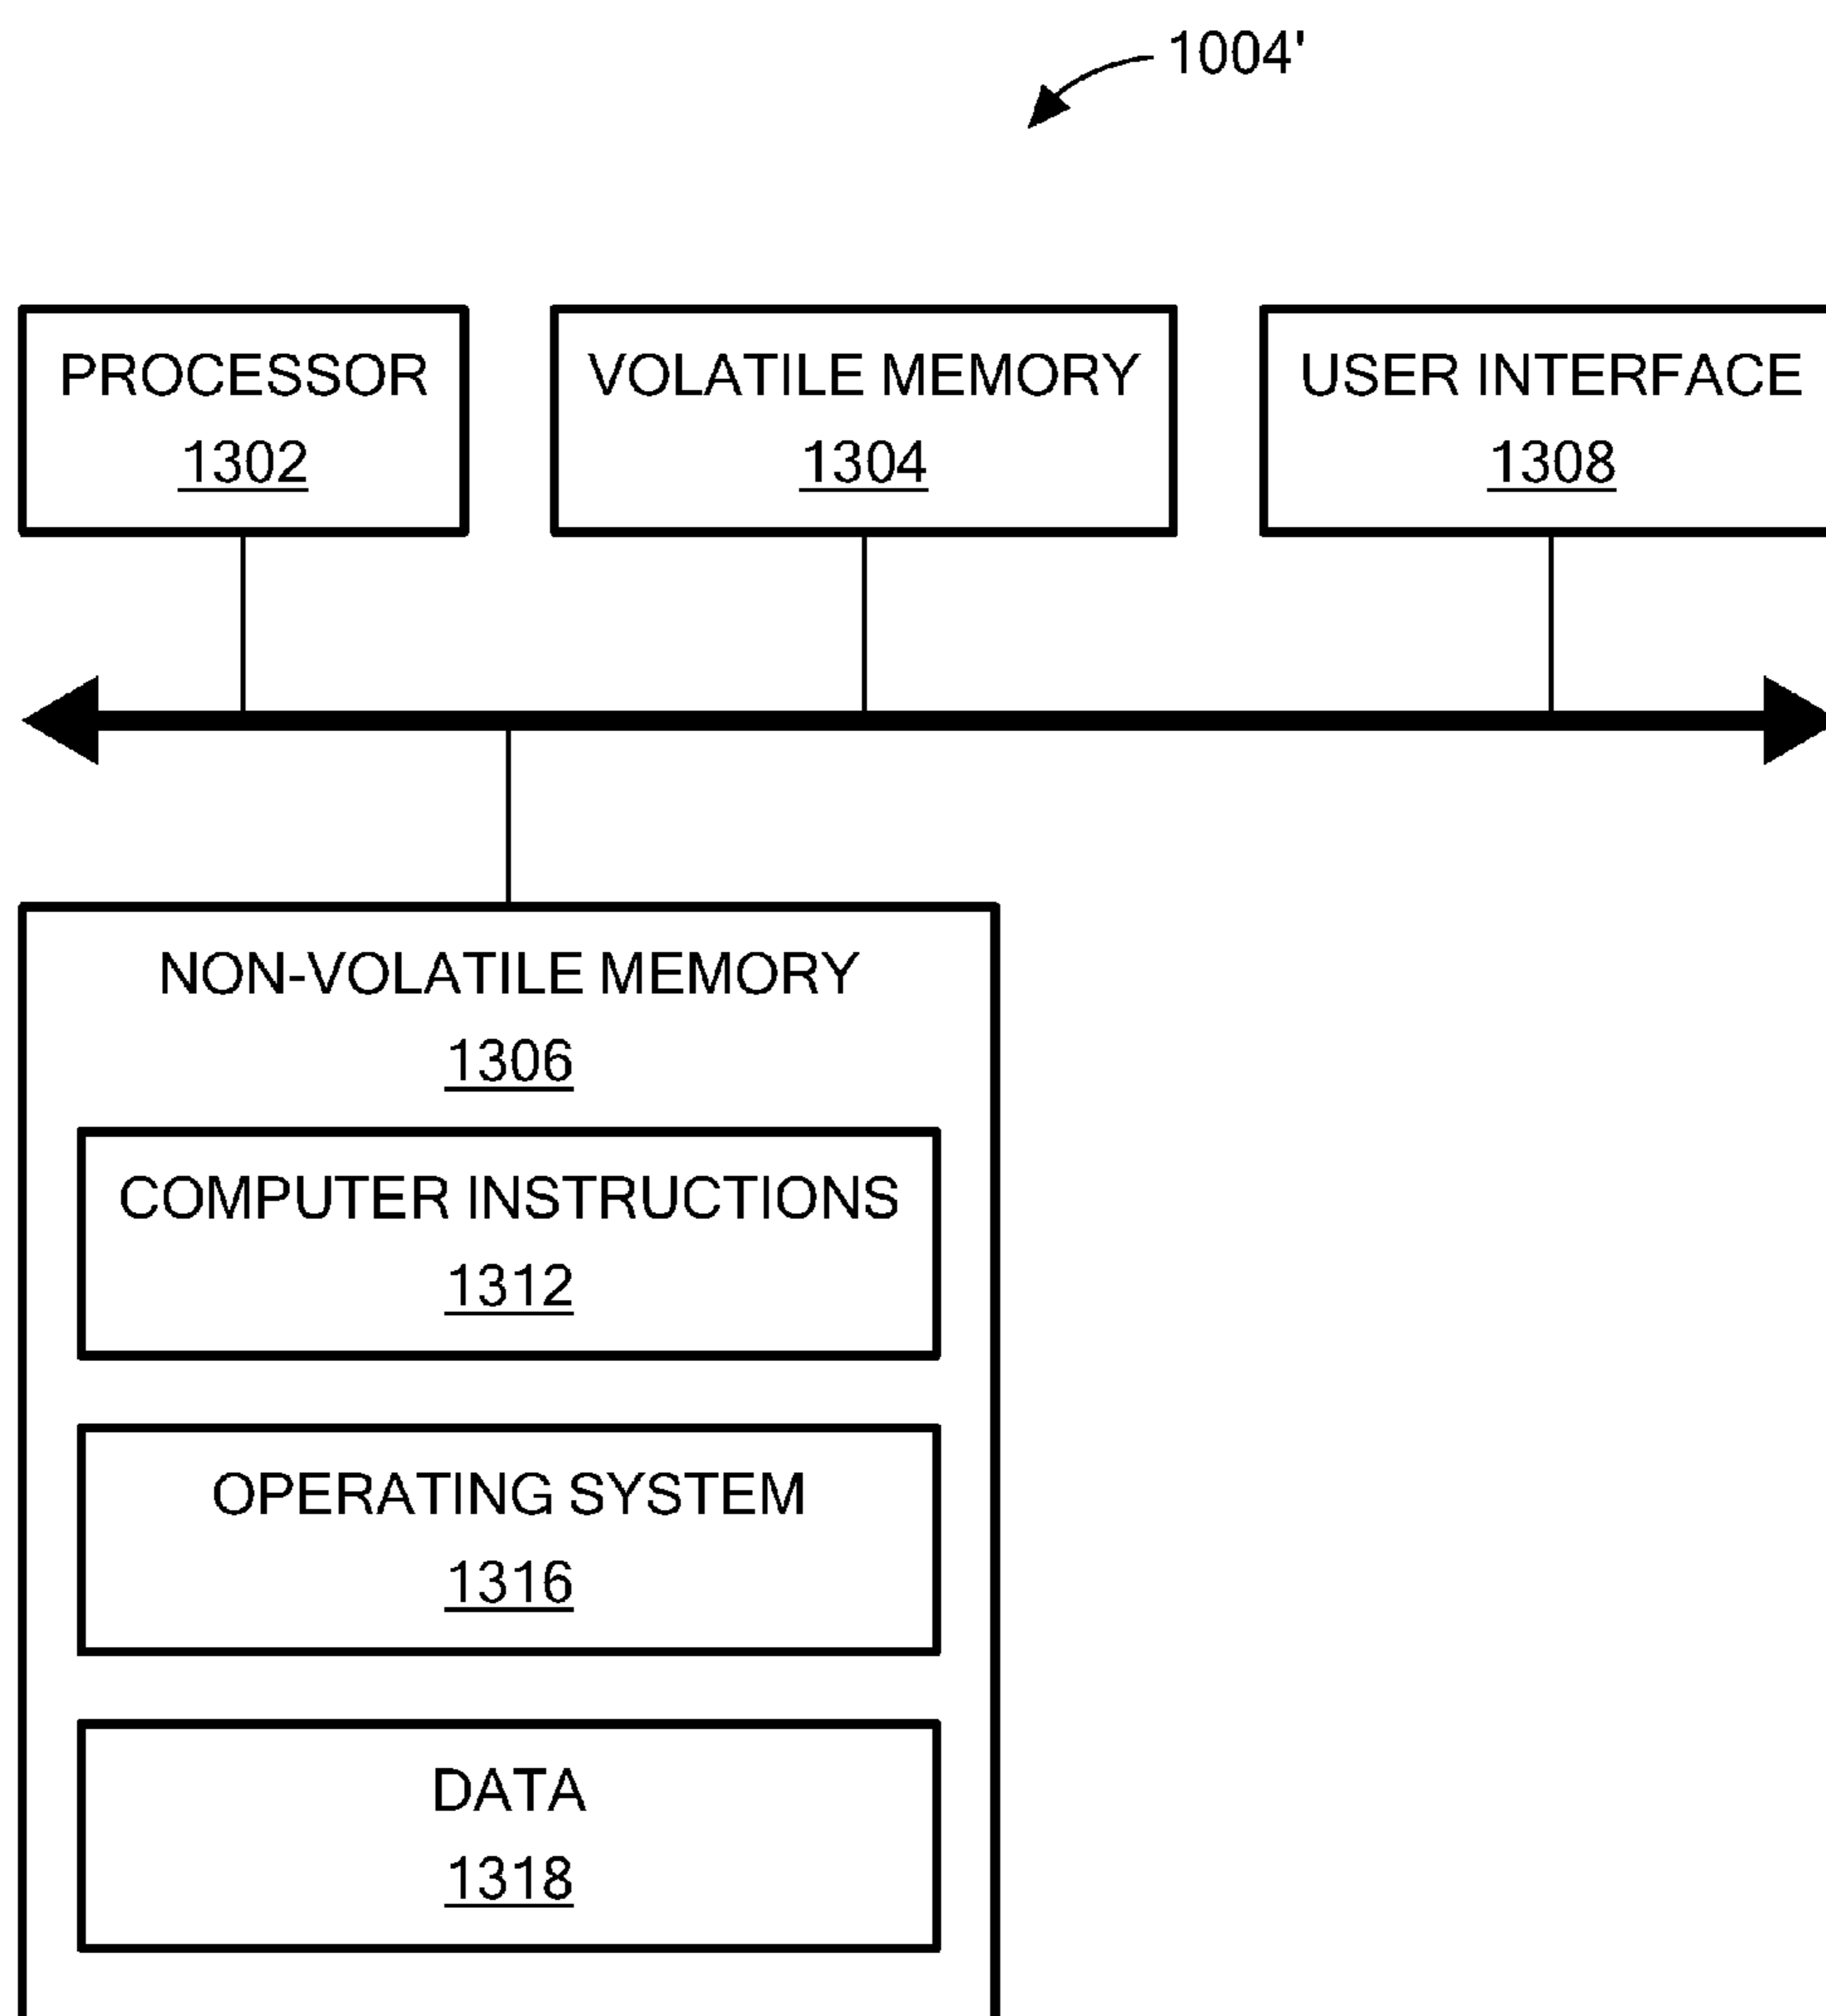 1004'
PROCESSOR
1302
VOLATILE MEMORY
1304
USER INTERFACE
1308
NON-VOLATILE MEMORY
1306
COMPUTER INSTRUCTIONS
1312
OPERATING SYSTEM
1316
DATA
1318